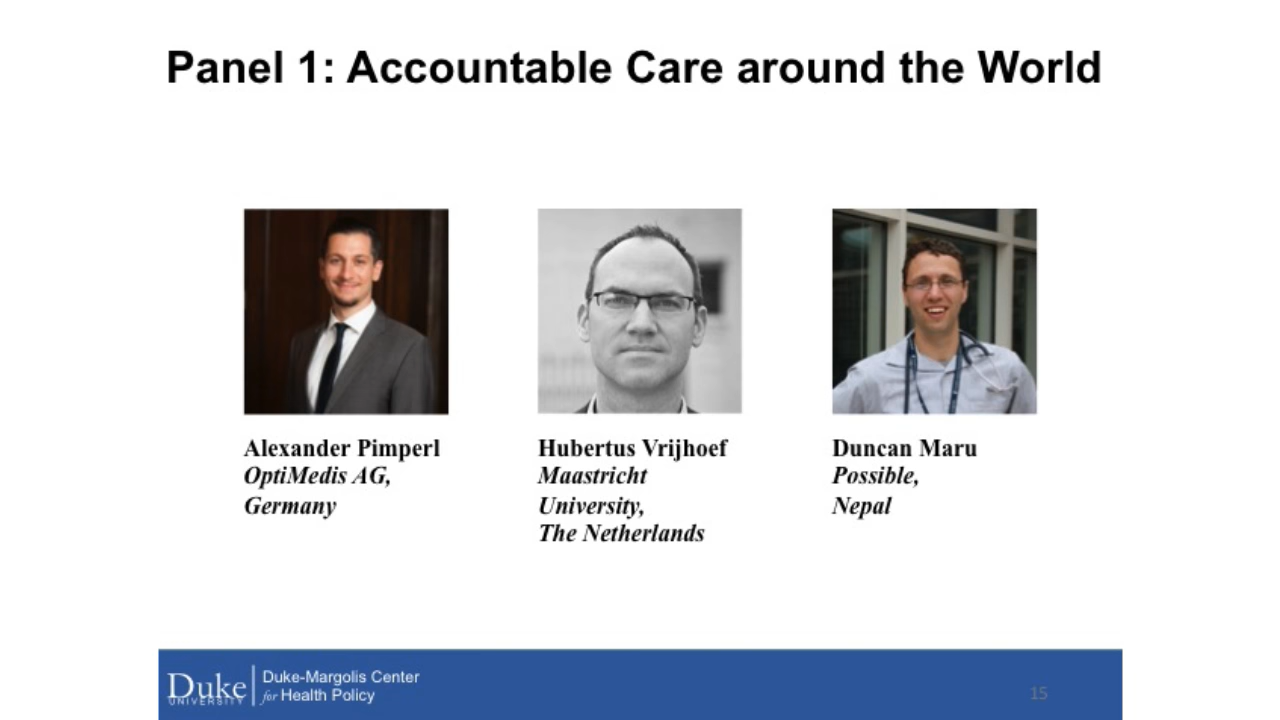 Panel 1: Accountable Care around the World
Alexander Pimperl
OptiMedis AG,
Germany
Hubertus Vrijhoef
Maastricht
University,
The Netherlands
Duncan Maru
Possible,
Nepal
Duke
UNIVERSITY
Duke-Margolis Center
for Health Policy
15